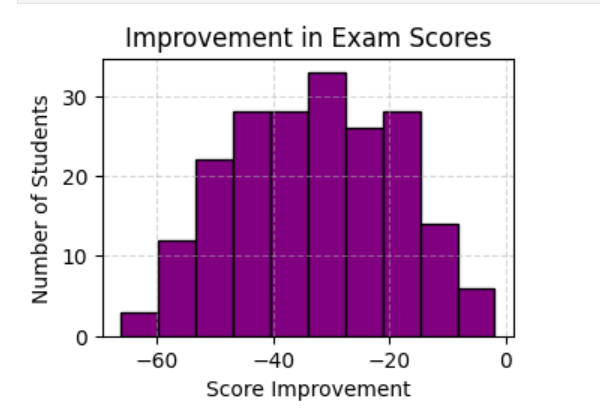 Improvement in Exam Scores
Number of Students
30
20
10
0
−60 −40 −20 0
Score Improvement